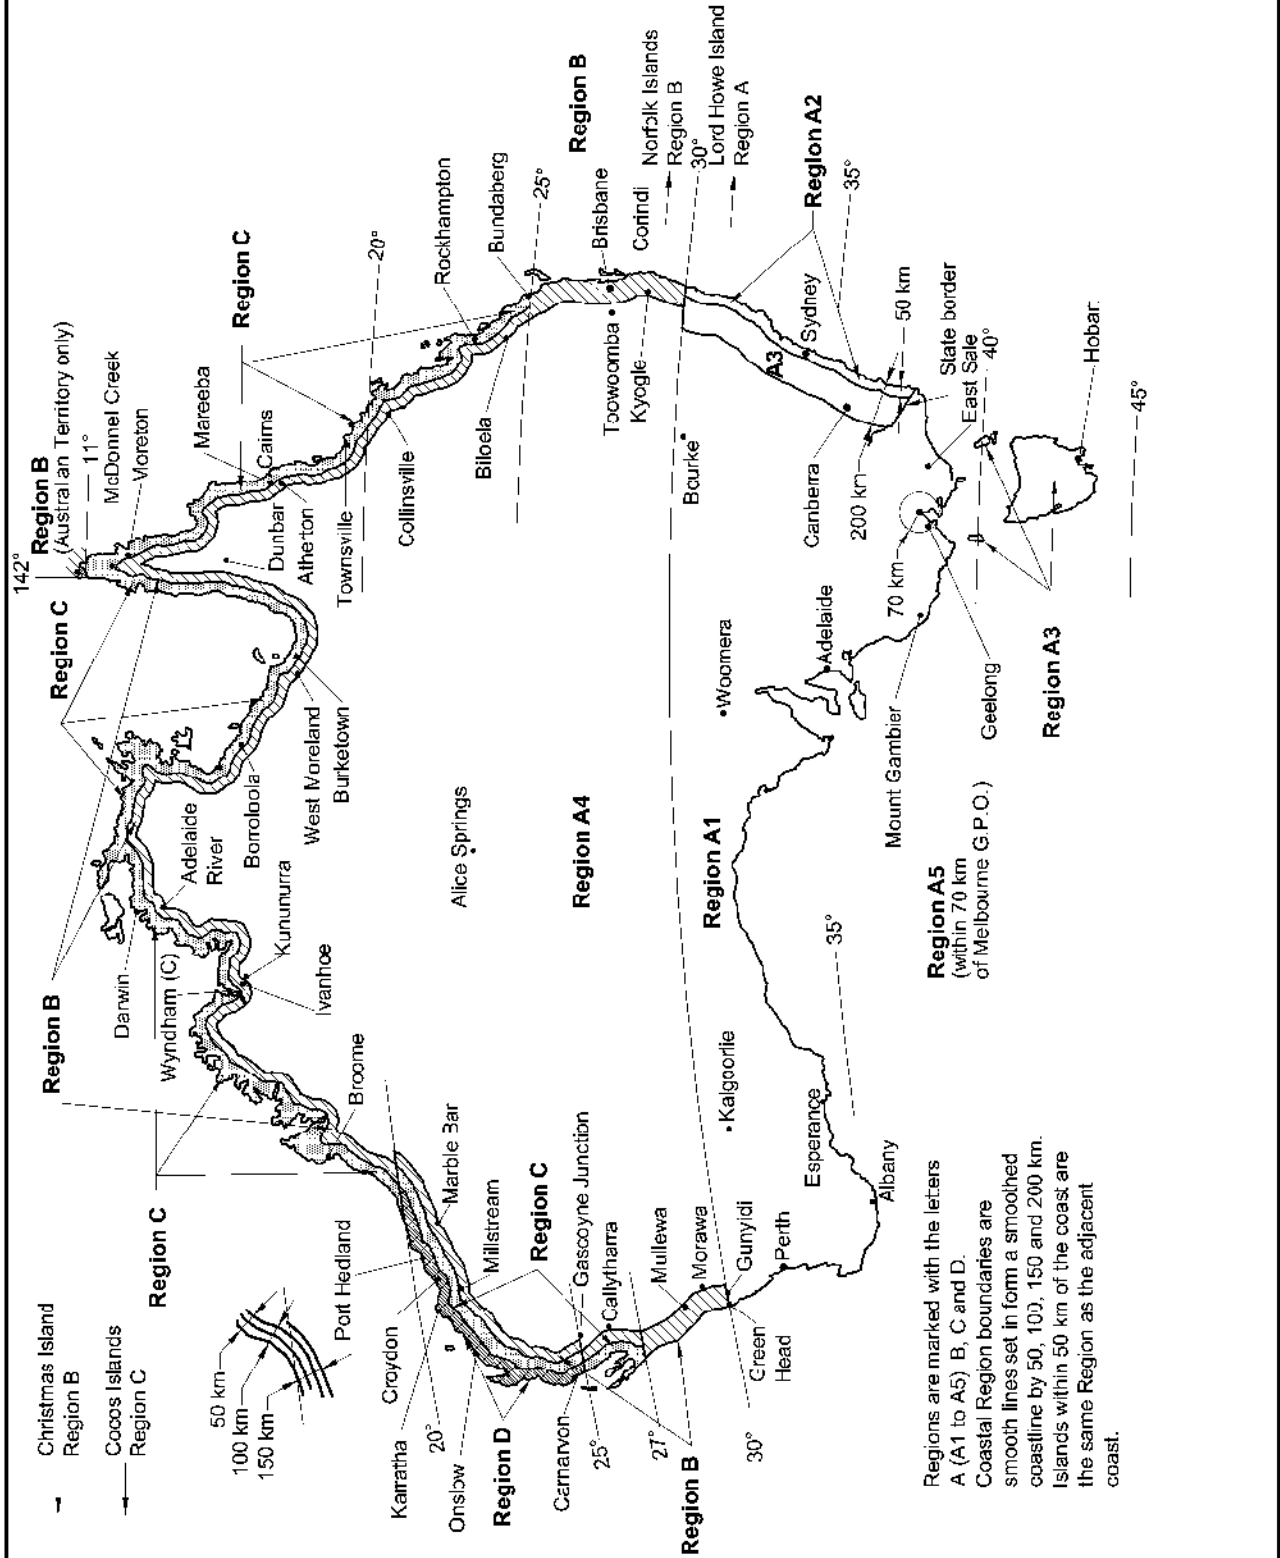 Christmas Island
Region B
Cocos Islands
Region C
50 km
100 km
150 km
Region C
Region B
Region C
142°
Region B
(Australian Territory only)
11°
McDonnel Creek
Moreton
Mareeba
Cairns
Region C
20°
Rockhampton
Bundaberg
25°
Region B
Brisbane
Corindi
Norfolk Islands
Region B
30°
Lord Howe Island
Region A
Region A2
35°
Darwin
Wyndham (C)
Adelaide
River
Kununurra
Ivanhoe
Borroloola
West Moreland
Burketown
Dunbar
Atherton
Townsville
Collinsville
Biloela
Toowoomba
Kyogle
Bourke
A3
Sydney
Canberra
200 km
50 km
State border
East Sale
40°
Hobart
45°
Broome
Port Hedland
Croydon
Karratha
20°
Onslow
Region D
Carnarvon
25°
27°
Region B
30°
Marble Bar
Millstream
Region C
Gascoyne Junction
Callytharra
Mullewa
Morawa
Gunyidi
Green
Head
Perth
Albany
Esperance
35°
Kalgoorlie
Alice Springs
Region A4
Region A1
Woomera
Adelaide
70 km
Mount Gambier
Geelong
Region A3
Region A5
(within 70 km
of Melbourne G.P.O.)
Regions are marked with the letters
A (A1 to A5) B, C and D.
Coastal Region boundaries are
smooth lines set in form a smoothed
coastline by 50, 100, 150 and 200 km.
Islands within 50 km of the coast are
the same Region as the adjacent
coast.